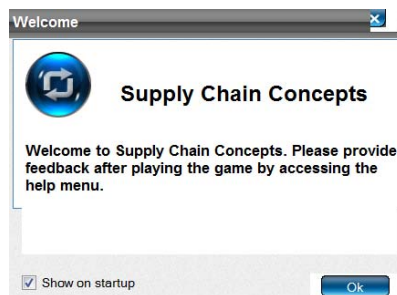 Welcome
Supply Chain Concepts
Welcome to Supply Chain Concepts. Please provide
feedback after playing the game by accessing the
help menu.
Show on startup
Ok